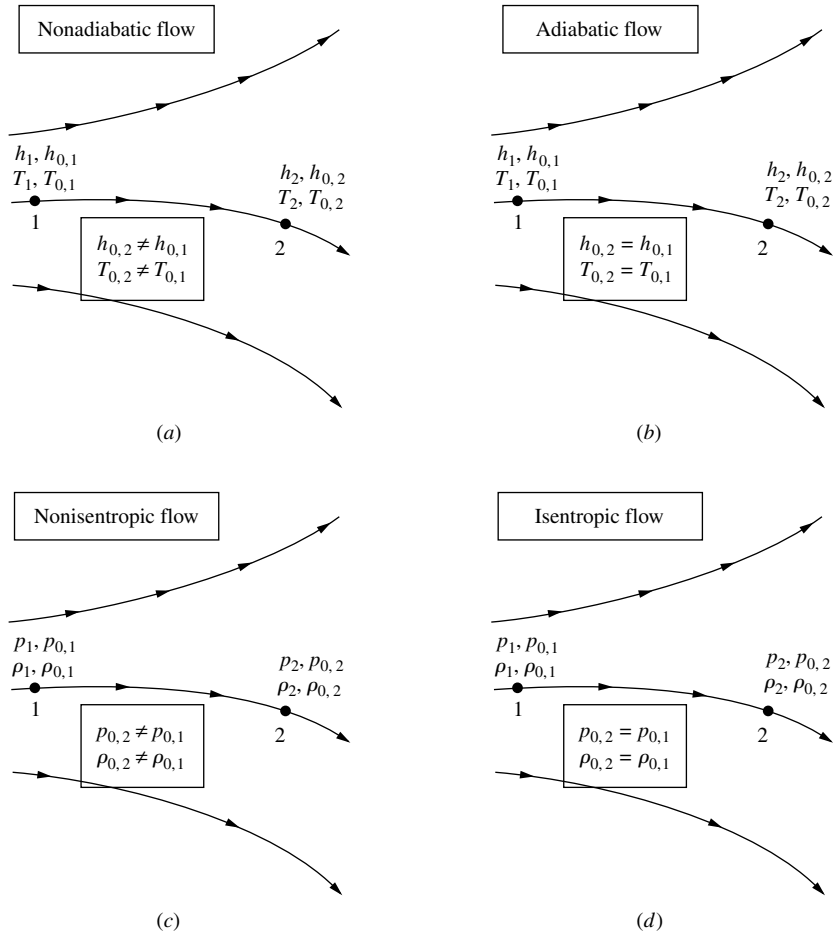 Nonadiabatic flow
h₁, h₀,₁
T₁, T₀,₁
h₂, h₀,₂
T₂, T₀,₂
1
2
h₀,₂ ≠ h₀,₁
T₀,₂ ≠ T₀,₁
(a)
Adiabatic flow
h₁, h₀,₁
T₁, T₀,₁
h₂, h₀,₂
T₂, T₀,₂
1
2
h₀,₂ = h₀,₁
T₀,₂ = T₀,₁
(b)
Nonisentropic flow
p₁, p₀,₁
ρ₁, ρ₀,₁
p₂, p₀,₂
ρ₂, ρ₀,₂
1
2
p₀,₂ ≠ p₀,₁
ρ₀,₂ ≠ ρ₀,₁
(c)
Isentropic flow
p₁, p₀,₁
ρ₁, ρ₀,₁
p₂, p₀,₂
ρ₂, ρ₀,₂
1
2
p₀,₂ = p₀,₁
ρ₀,₂ = ρ₀,₁
(d)